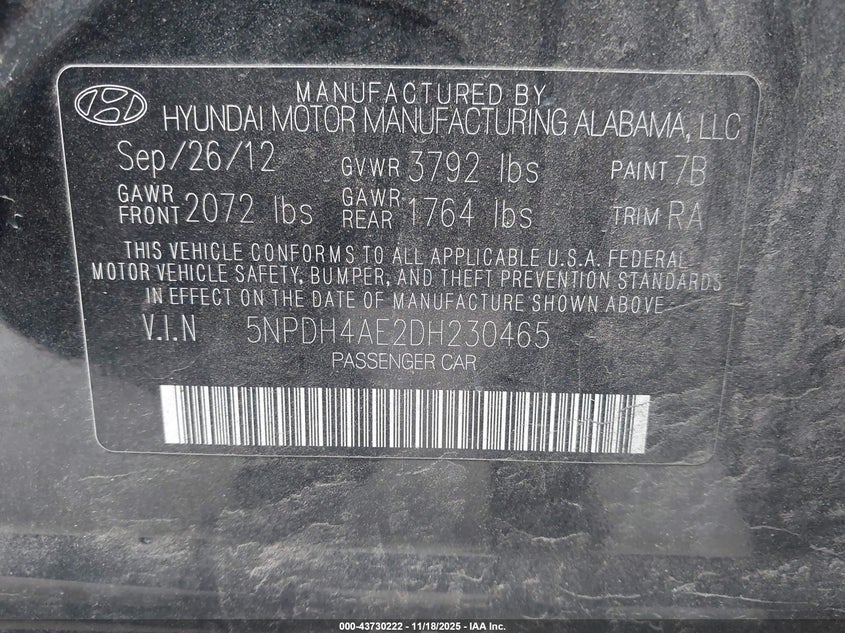 MANUFACTURED BY
HYUNDAI MOTOR MANUFACTURING ALABAMA, LLC
Sep/26/12 GVWR 3792 lbs PAINT 7B
GAWR FRONT 2072 lbs GAWR REAR 1764 lbs TRIM RA
THIS VEHICLE CONFORMS TO ALL APPLICABLE U.S.A. FEDERAL
MOTOR VEHICLE SAFETY, BUMPER, AND THEFT PREVENTION STANDARDS
IN EFFECT ON THE DATE OF MANUFACTURE SHOWN ABOVE
V.I.N 5NPDH4AE2DH230465
PASSENGER CAR
000-43730222 - 11/18/2025 - IAA Inc.